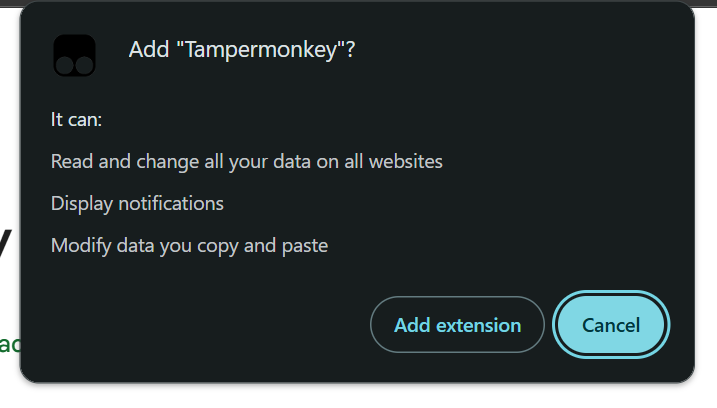 Add "Tampermonkey"?
It can:
Read and change all your data on all websites
Display notifications
Modify data you copy and paste
Add extension
Cancel